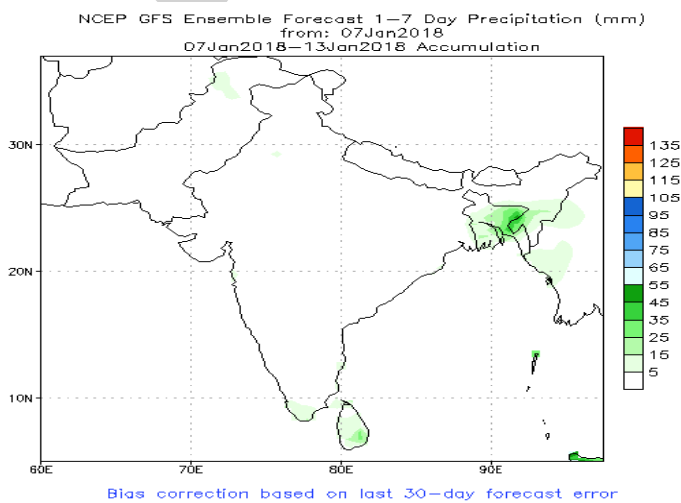 NCEP GFS Ensemble Forecast 1–7 Day Precipitation (mm)
from: 07Jan2018
07Jan2018–13Jan2018 Accumulation
30N
20N
10N
60E
70E
80E
90E
135
125
115
105
95
85
75
65
55
45
35
25
15
5
Bias correction based on last 30–day forecast error